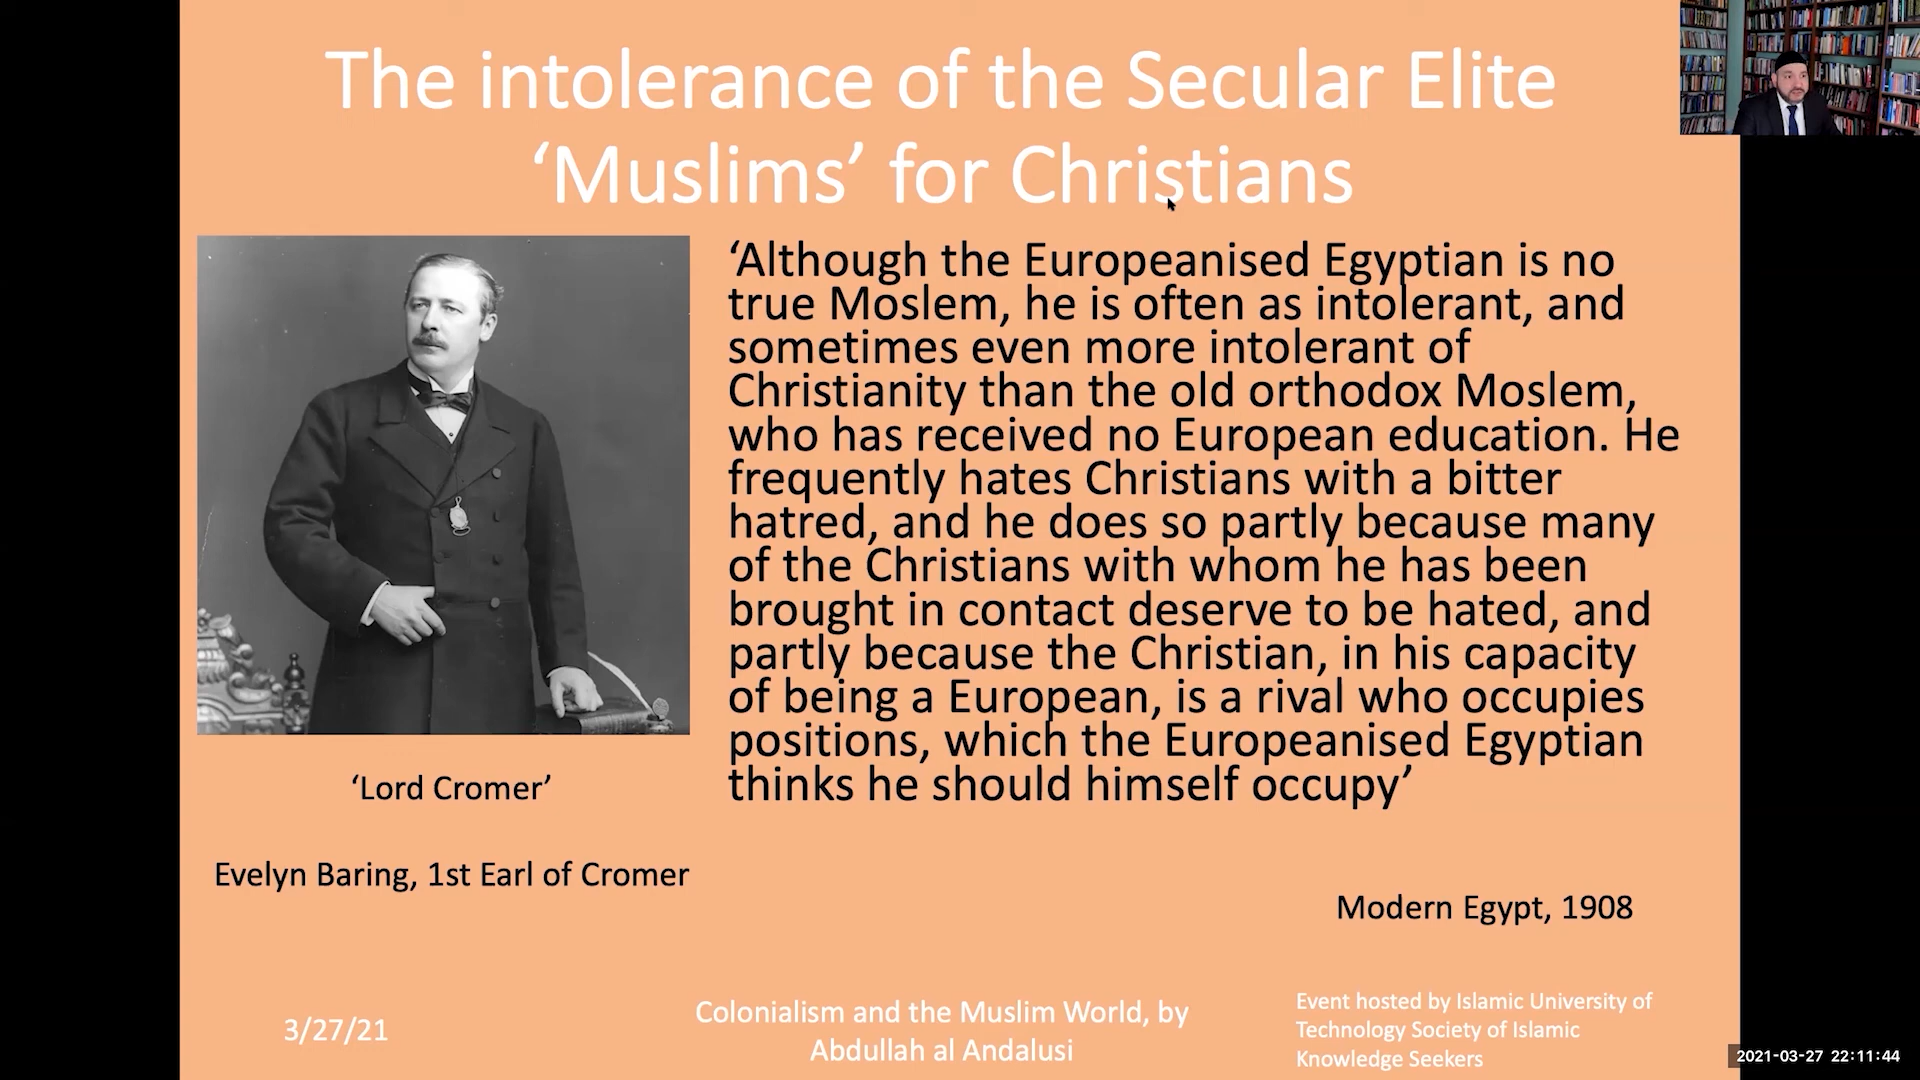 The intolerance of the Secular Elite
‘Muslims’ for Christians
‘Although the Europeanised Egyptian is no
true Moslem, he is often as intolerant, and
sometimes even more intolerant of
Christianity than the old orthodox Moslem,
who has received no European education. He
frequently hates Christians with a bitter
hatred, and he does so partly because many
of the Christians with whom he has been
brought in contact deserve to be hated, and
partly because the Christian, in his capacity
of being a European, is a rival who occupies
positions, which the Europeanised Egyptian
thinks he should himself occupy’
‘Lord Cromer’
Evelyn Baring, 1st Earl of Cromer
Modern Egypt, 1908
3/27/21
Colonialism and the Muslim World, by
Abdullah al Andalusi
Event hosted by Islamic University of
Technology Society of Islamic
Knowledge Seekers
2021-03-27 22:11:44